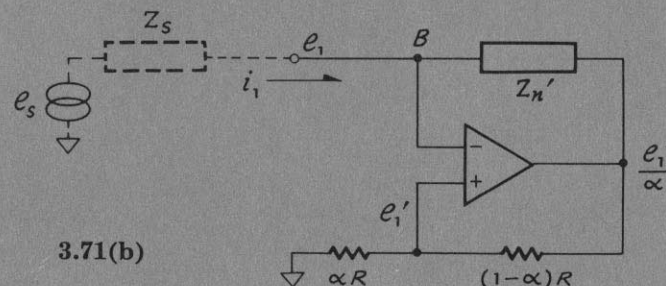 Z_s
e_1
B
Z_n'
i_1
e_s
−
+
e_1/α
e_1'
3.71(b)
αR
(1-α)R